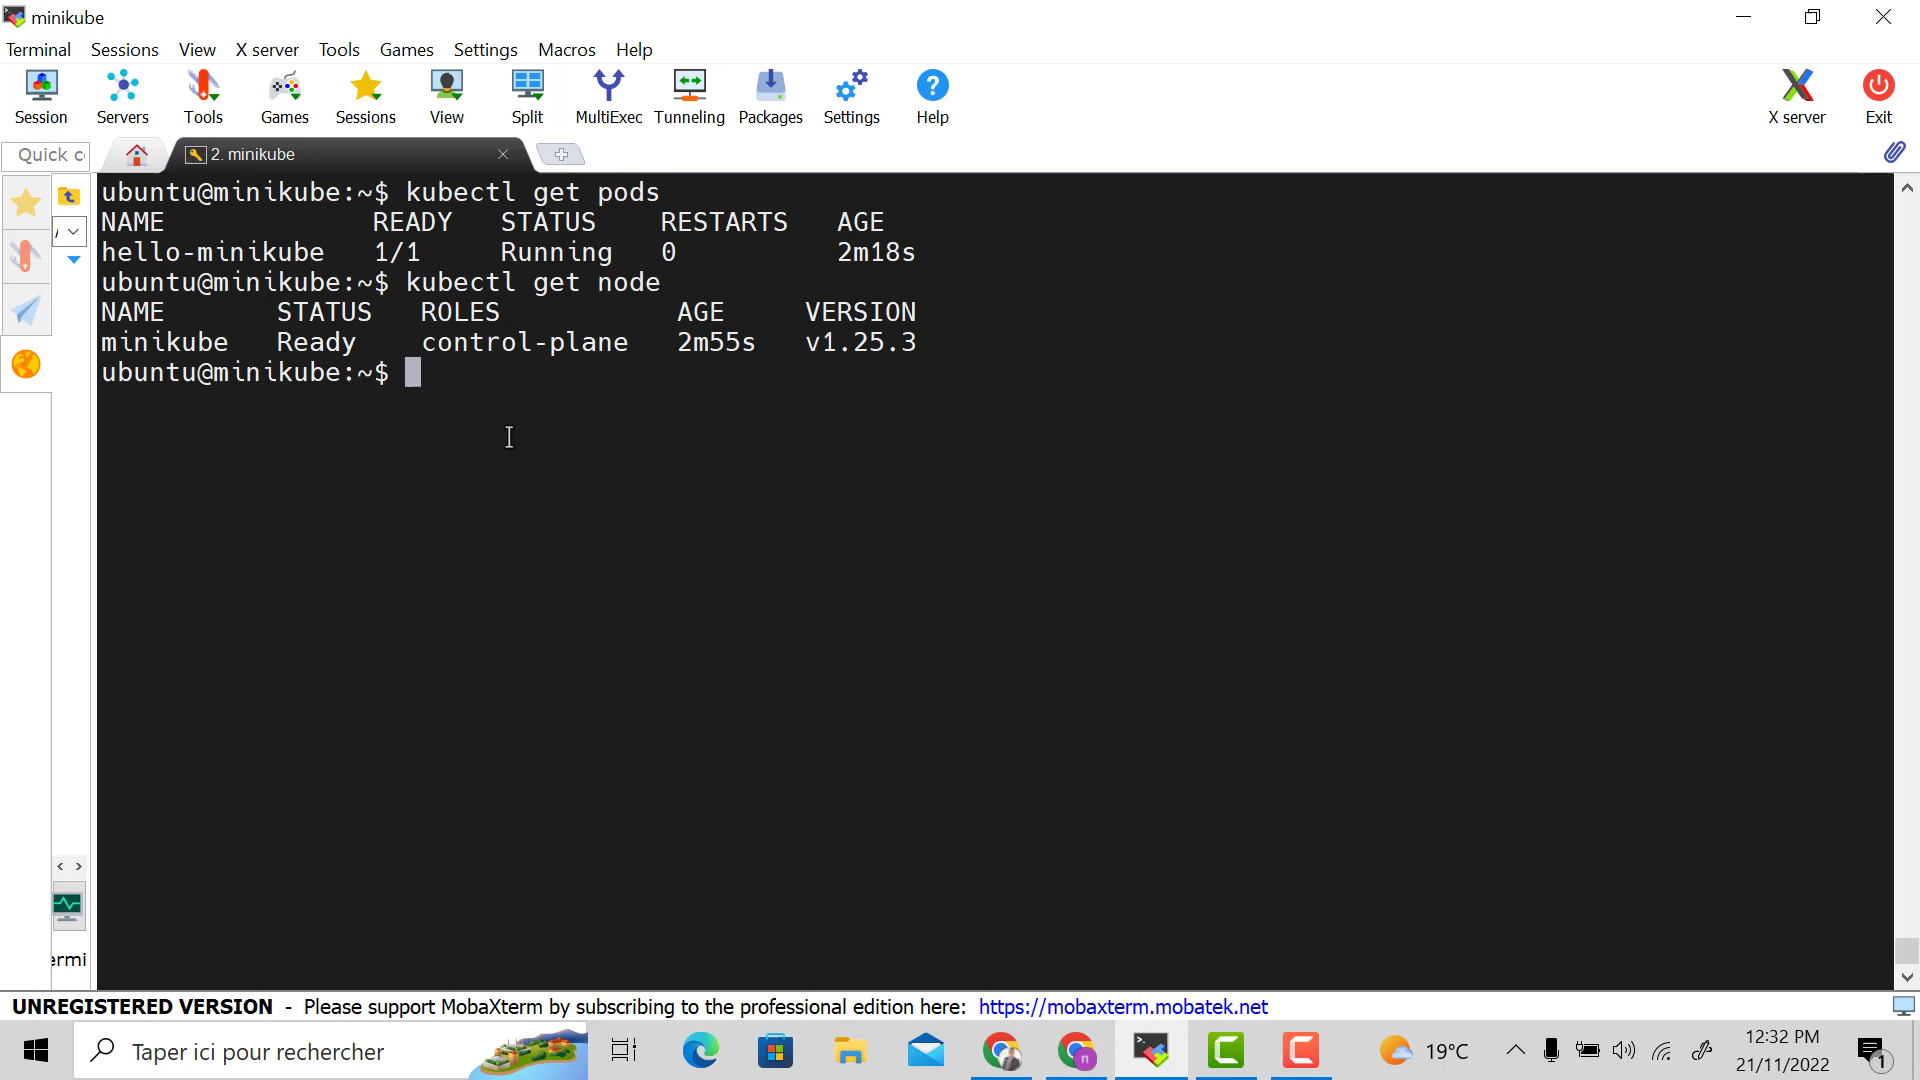 minikube
Terminal Sessions View X server Tools Games Settings Macros Help
Session Servers Tools Games Sessions View Split MultiExec Tunneling Packages Settings Help X server Exit
Quick c 2. minikube
ubuntu@minikube:~$ kubectl get pods
NAME READY STATUS RESTARTS AGE
hello-minikube 1/1 Running 0 2m18s
ubuntu@minikube:~$ kubectl get node
NAME STATUS ROLES AGE VERSION
minikube Ready control-plane 2m55s v1.25.3
ubuntu@minikube:~$
ermi
UNREGISTERED VERSION - Please support MobaXterm by subscribing to the professional edition here: https://mobaxterm.mobatek.net
Taper ici pour rechercher
19°C
12:32 PM
21/11/2022
1